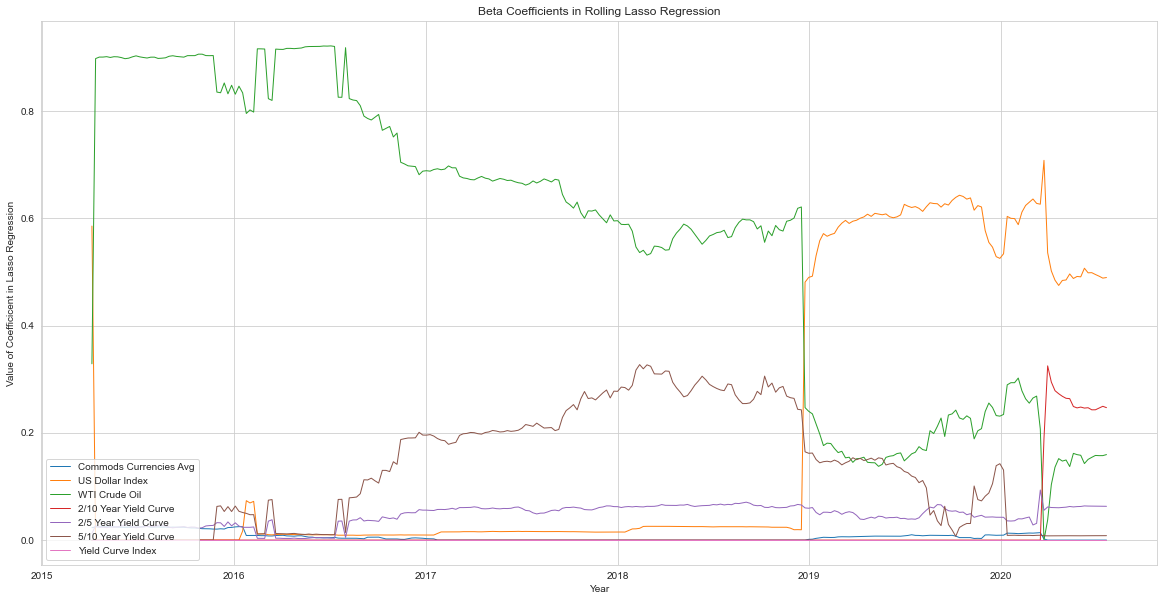 Beta Coefficients in Rolling Lasso Regression
Value of Coefficicent in Lasso Regression
0.8
0.6
0.4
0.2
0.0
Commods Currencies Avg
US Dollar Index
WTI Crude Oil
2/10 Year Yield Curve
2/5 Year Yield Curve
5/10 Year Yield Curve
Yield Curve Index
2015
2016
2017
2018
2019
2020
Year